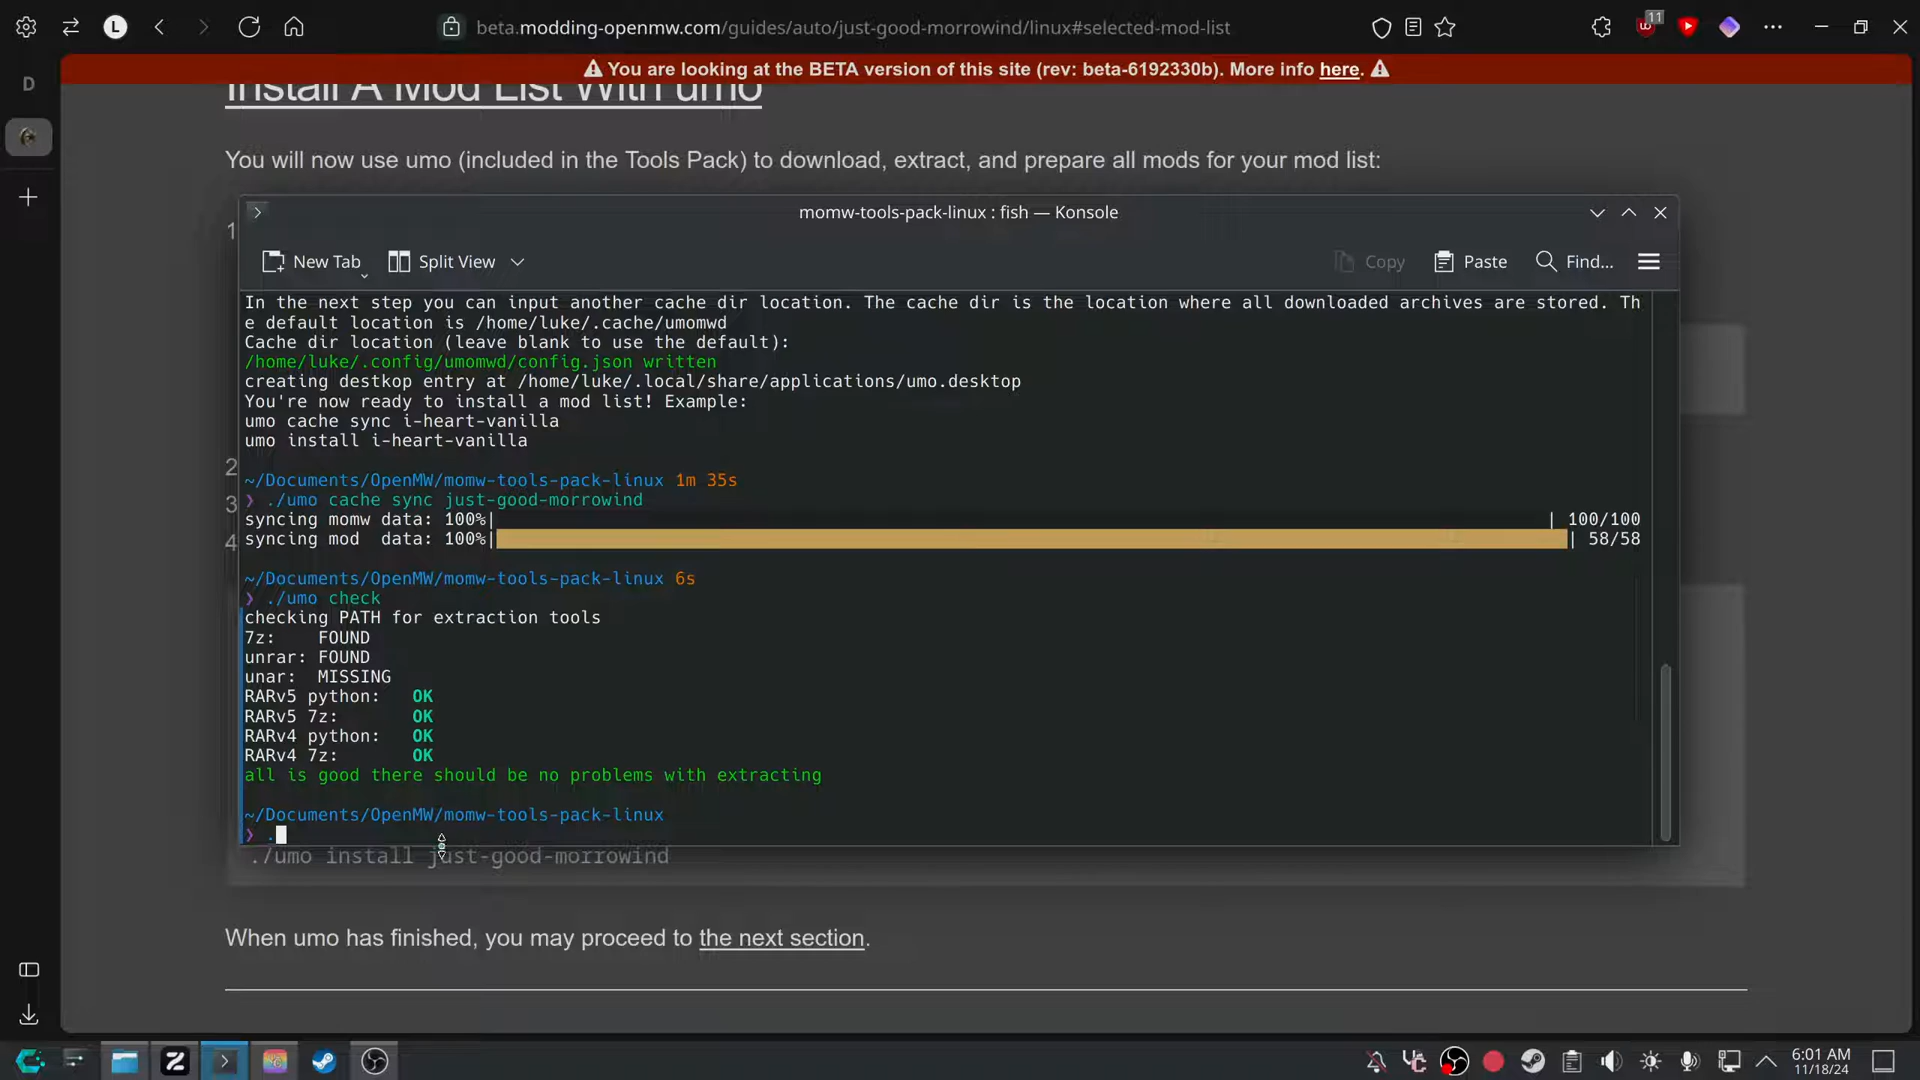 L
beta.modding-openmw.com/guides/auto/just-good-morrowind/linux#selected-mod-list
11
You are looking at the BETA version of this site (rev: beta-6192330b). More info here.
D
Install A Mod List With umo
You will now use umo (included in the Tools Pack) to download, extract, and prepare all mods for your mod list:
momw-tools-pack-linux : fish — Konsole
1
New Tab
Split View
Copy
Paste
Find...
In the next step you can input another cache dir location. The cache dir is the location where all downloaded archives are stored. Th
e default location is /home/luke/.cache/umomwd
Cache dir location (leave blank to use the default):
/home/luke/.config/umomwd/config.json written
creating destkop entry at /home/luke/.local/share/applications/umo.desktop
You're now ready to install a mod list! Example:
umo cache sync i-heart-vanilla
umo install i-heart-vanilla
2
~/Documents/OpenMW/momw-tools-pack-linux 1m 35s
3
❯ ./umo cache sync just-good-morrowind
syncing momw data: 100%| | 100/100
4
syncing mod  data: 100%| | 58/58
~/Documents/OpenMW/momw-tools-pack-linux 6s
❯ ./umo check
checking PATH for extraction tools
7z: FOUND
unrar: FOUND
unar: MISSING
RARv5 python: OK
RARv5 7z: OK
RARv4 python: OK
RARv4 7z: OK
all is good there should be no problems with extracting
~/Documents/OpenMW/momw-tools-pack-linux
❯ .
./umo install just-good-morrowind
When umo has finished, you may proceed to the next section.
6:01 AM
11/18/24